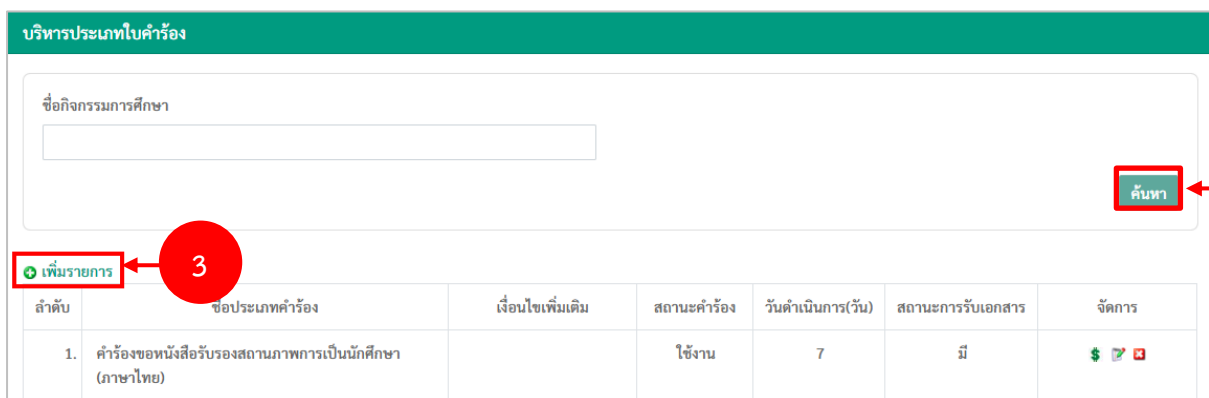 บริหารประเภทใบคำร้อง
ชื่อกิจกรรมการศึกษา
ค้นหา
เพิ่มรายการ
3
ลำดับ ชื่อประเภทคำร้อง เงื่อนไขเพิ่มเติม สถานะคำร้อง วันดำเนินการ(วัน) สถานะการรับเอกสาร จัดการ
1. คำร้องขอหนังสือรับรองสถานภาพการเป็นนักศึกษา ใช้งาน 7 มี $
(ภาษาไทย)